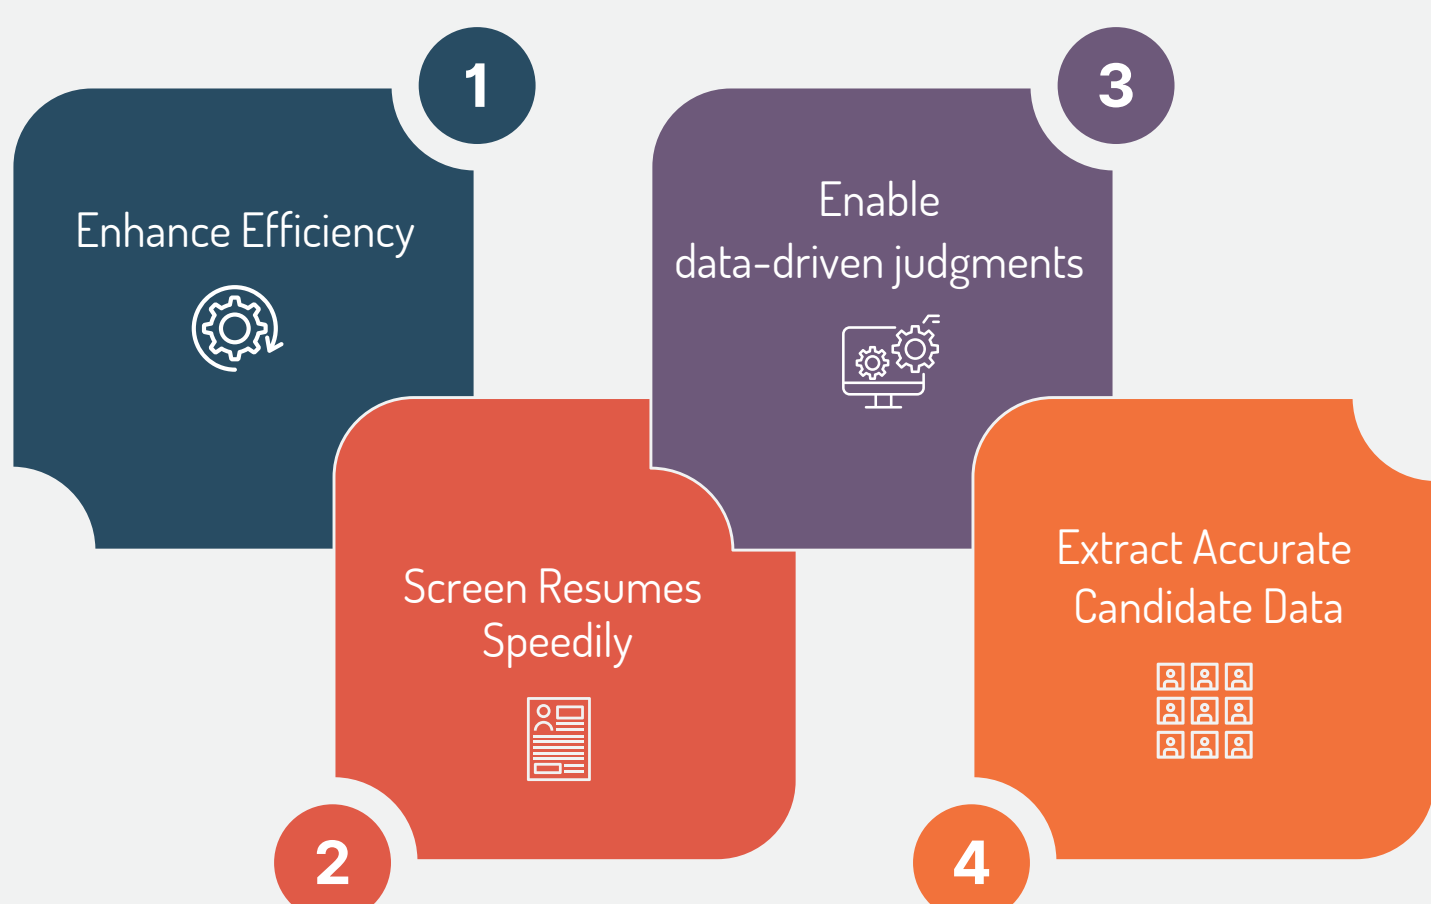 1
Enhance Efficiency
2
Screen Resumes
Speedily
3
Enable
data-driven judgments
4
Extract Accurate
Candidate Data